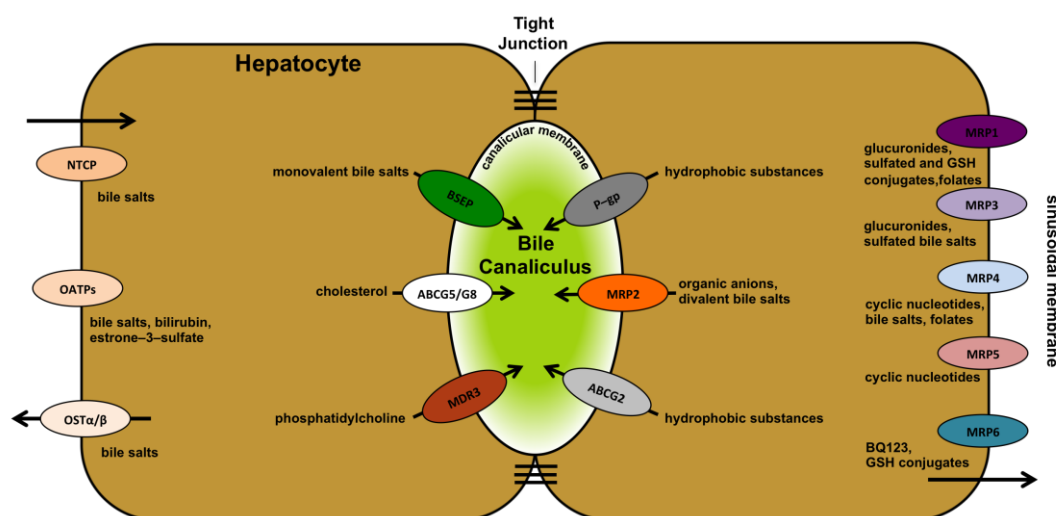 Tight
Junction
Hepatocyte
canalicular membrane
NTCP
bile salts
OATPs
bile salts, bilirubin,
estrone–3–sulfate
OSTα/β
bile salts
monovalent bile salts
BSEP
P–gp
hydrophobic substances
Bile
Canaliculus
cholesterol
ABCG5/G8
MRP2
organic anions,
divalent bile salts
MDR3
phosphatidylcholine
ABCG2
hydrophobic substances
MRP1
glucuronides,
sulfated and GSH
conjugates,folates
MRP3
glucuronides,
sulfated bile salts
MRP4
cyclic nucleotides,
bile salts, folates
MRP5
cyclic nucleotides
MRP6
BQ123,
GSH conjugates
sinusoidal membrane